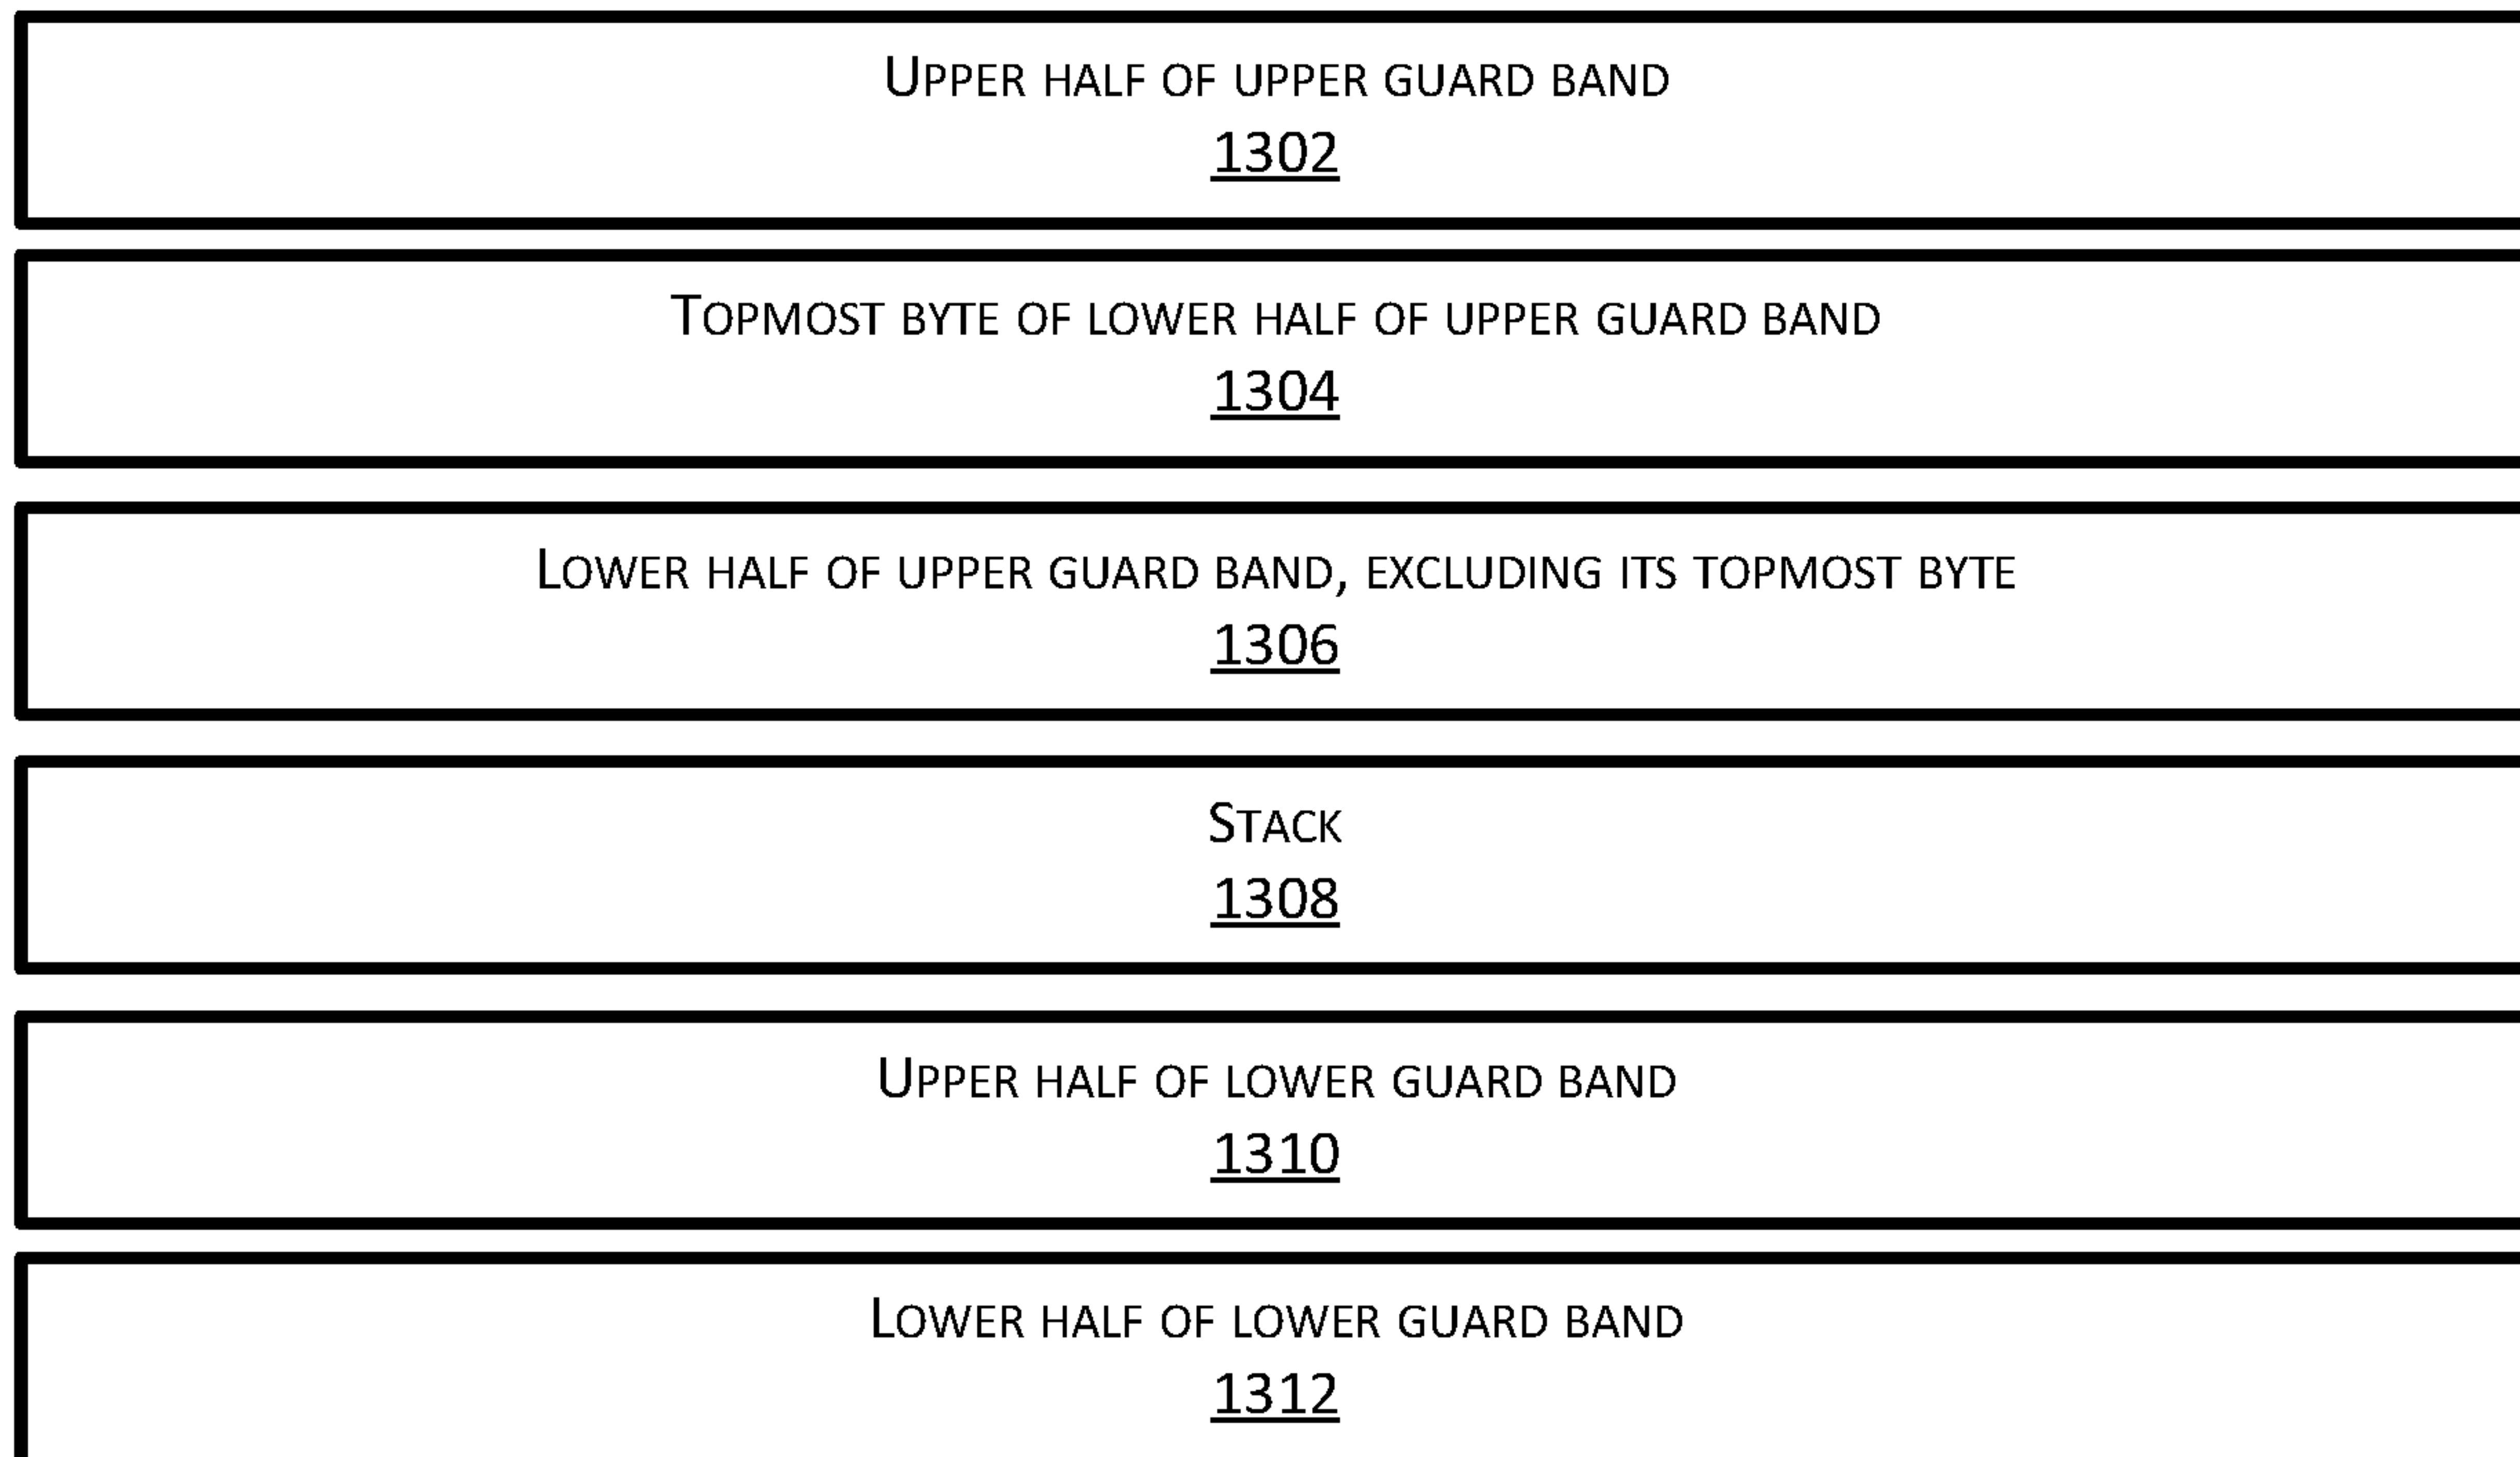 Upper half of upper guard band
1302
Topmost byte of lower half of upper guard band
1304
Lower half of upper guard band, excluding its topmost byte
1306
Stack
1308
Upper half of lower guard band
1310
Lower half of lower guard band
1312